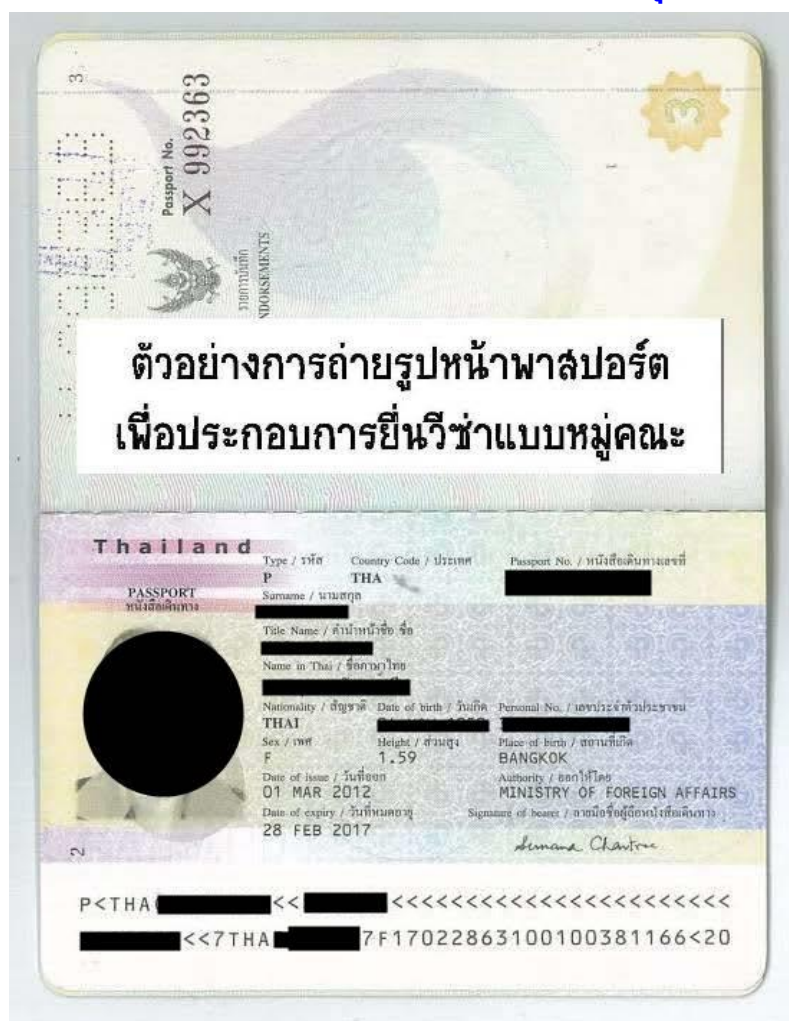 3
Passport No.
X 992363
รายการบันทึก
ENDORSEMENTS
ตัวอย่างการถ่ายรูปหน้าพาสปอร์ต
เพื่อประกอบการยื่นวีซ่าแบบหมู่คณะ
Thailand
Type / รหัส Country Code / ประเทศ Passport No. / หนังสือเดินทางเลขที่
P THA
PASSPORT
หนังสือเดินทาง
Surname / นามสกุล
Title Name / คำนำหน้าชื่อ ชื่อ
Name in Thai / ชื่อภาษาไทย
Nationality / สัญชาติ Date of birth / วันเกิด Personal No. / เลขประจำตัวประชาชน
THAI
Sex / เพศ Height / ส่วนสูง Place of birth / สถานที่เกิด
F 1.59 BANGKOK
Date of issue / วันที่ออก Authority / ออกให้โดย
01 MAR 2012 MINISTRY OF FOREIGN AFFAIRS
Date of expiry / วันที่หมดอายุ Signature of bearer / ลายมือชื่อผู้ถือหนังสือเดินทาง
28 FEB 2017
2
P<THA << <<<<<<<<<<<<<<<<<<<<<<<<
<<7THA 7F17022863100100381166<20